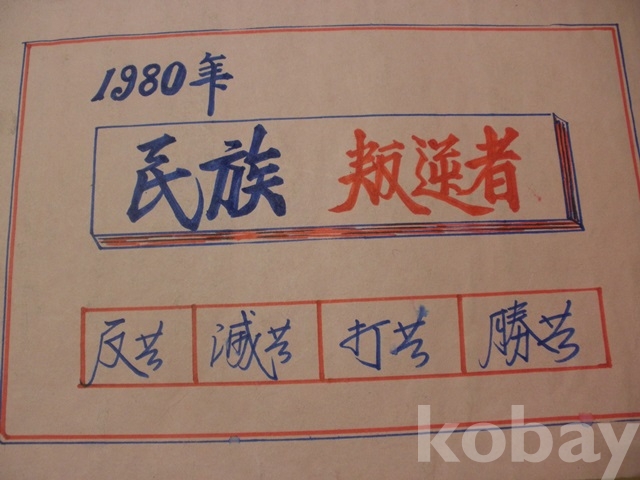 1980年
民族 叛逆者
反共 滅共 打共 勝共
kobay